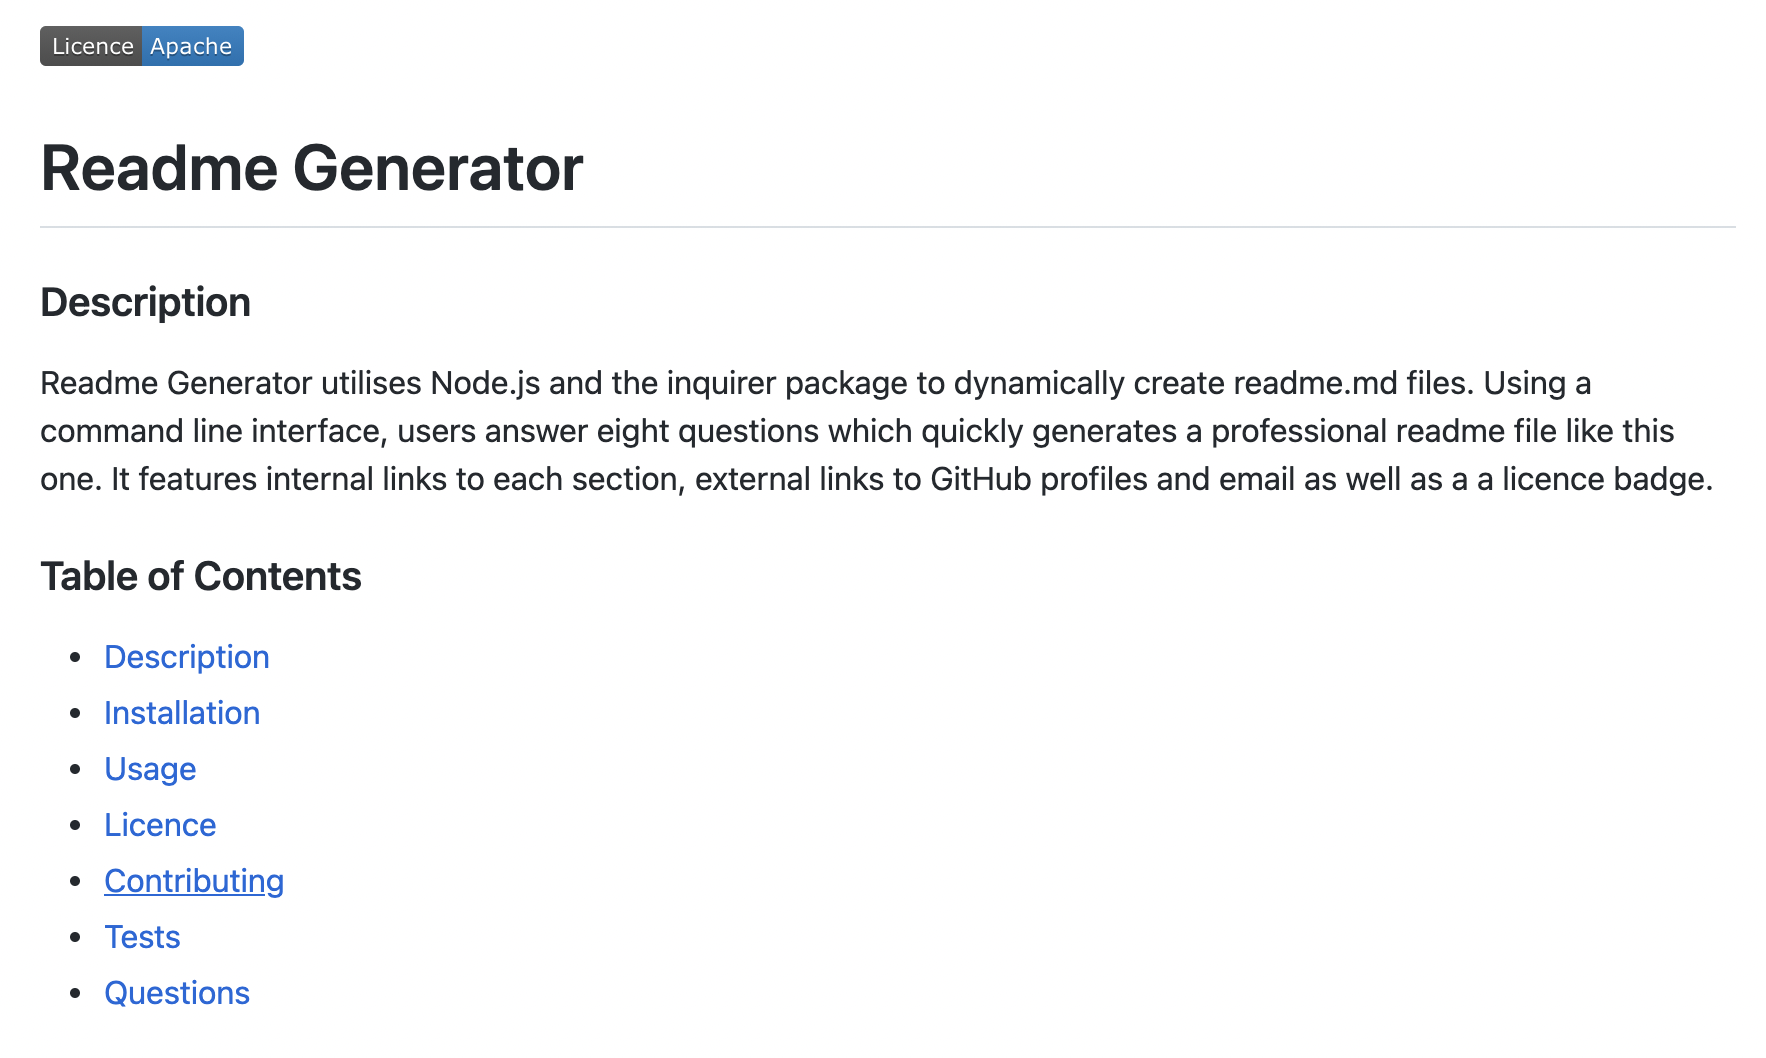 Licence Apache
Readme Generator
Description
Readme Generator utilises Node.js and the inquirer package to dynamically create readme.md files. Using a
command line interface, users answer eight questions which quickly generates a professional readme file like this
one. It features internal links to each section, external links to GitHub profiles and email as well as a a licence badge.
Table of Contents
Description
Installation
Usage
Licence
Contributing
Tests
Questions